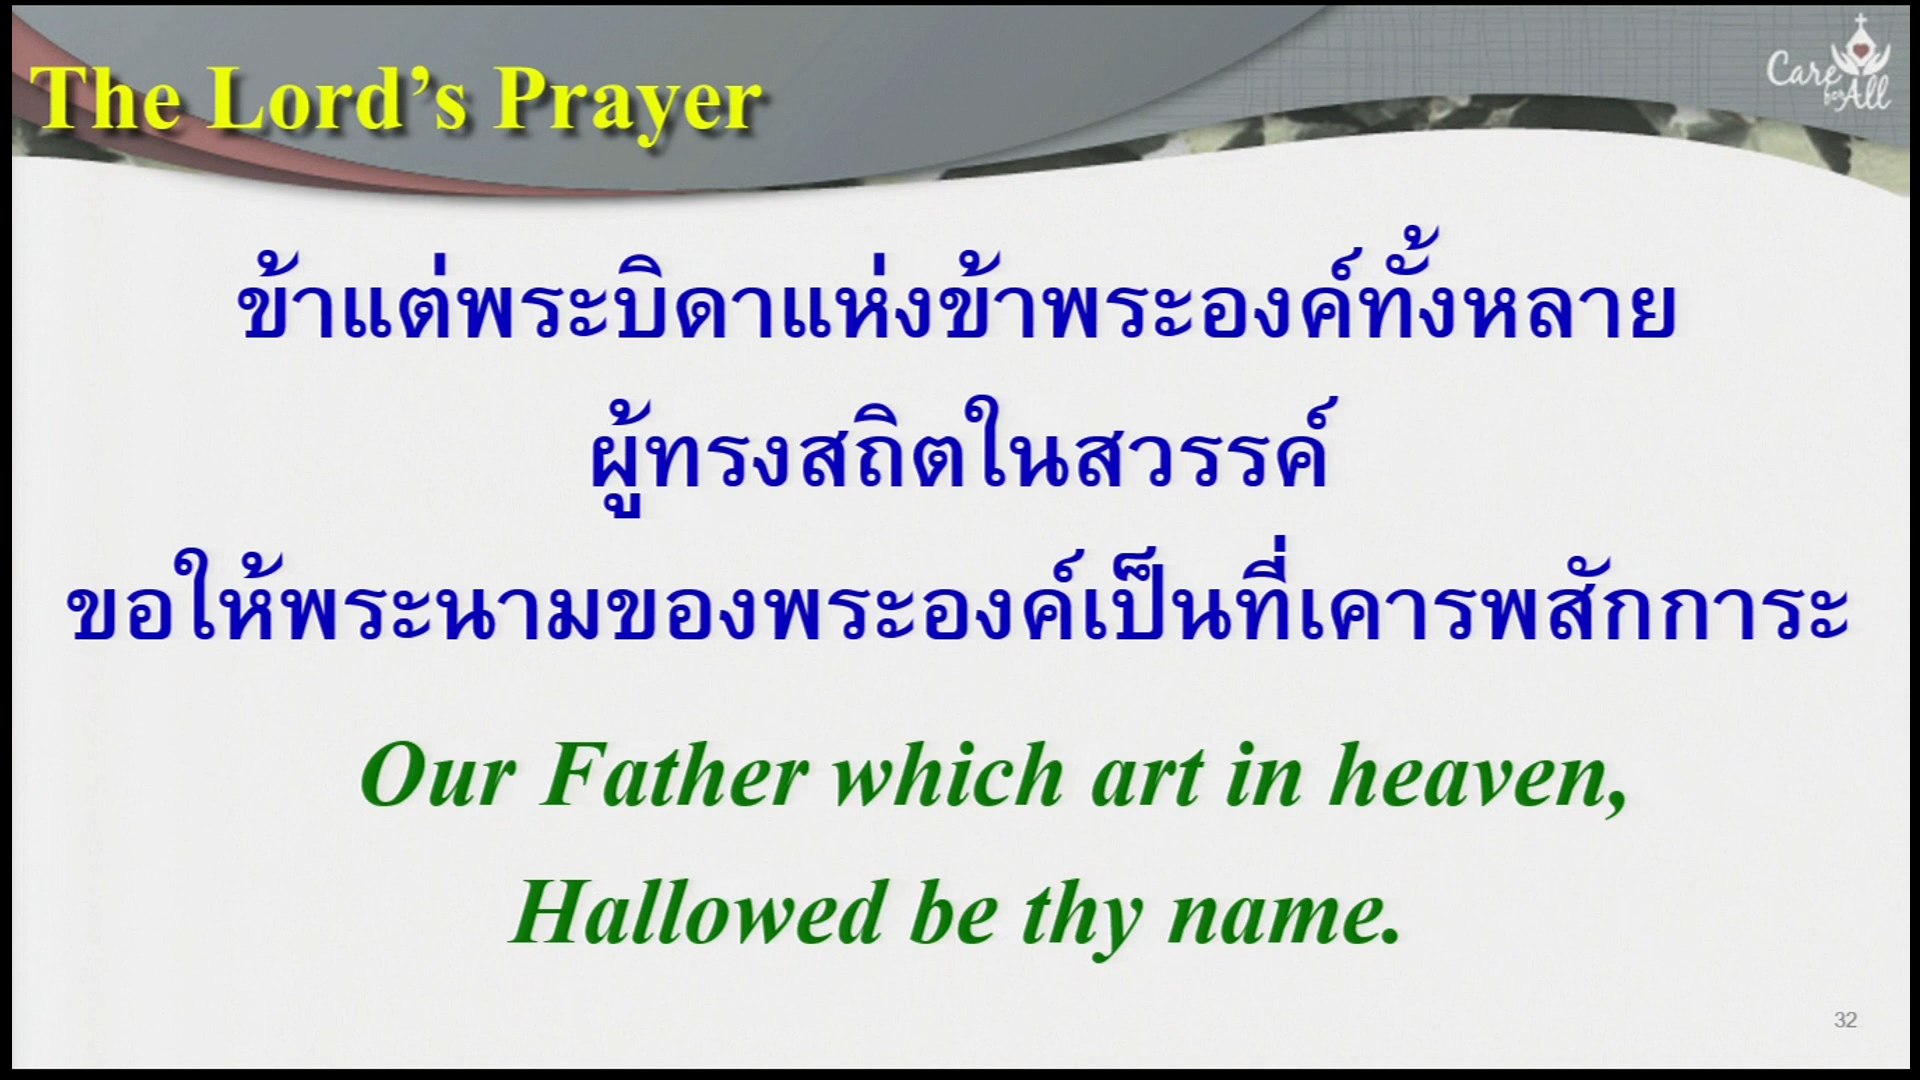 The Lord’s Prayer
Care
for All
ข้าแต่พระบิดาแห่งข้าพระองค์ทั้งหลาย
ผู้ทรงสถิตในสวรรค์
ขอให้พระนามของพระองค์เป็นที่เคารพสักการะ
Our Father which art in heaven,
Hallowed be thy name.
32